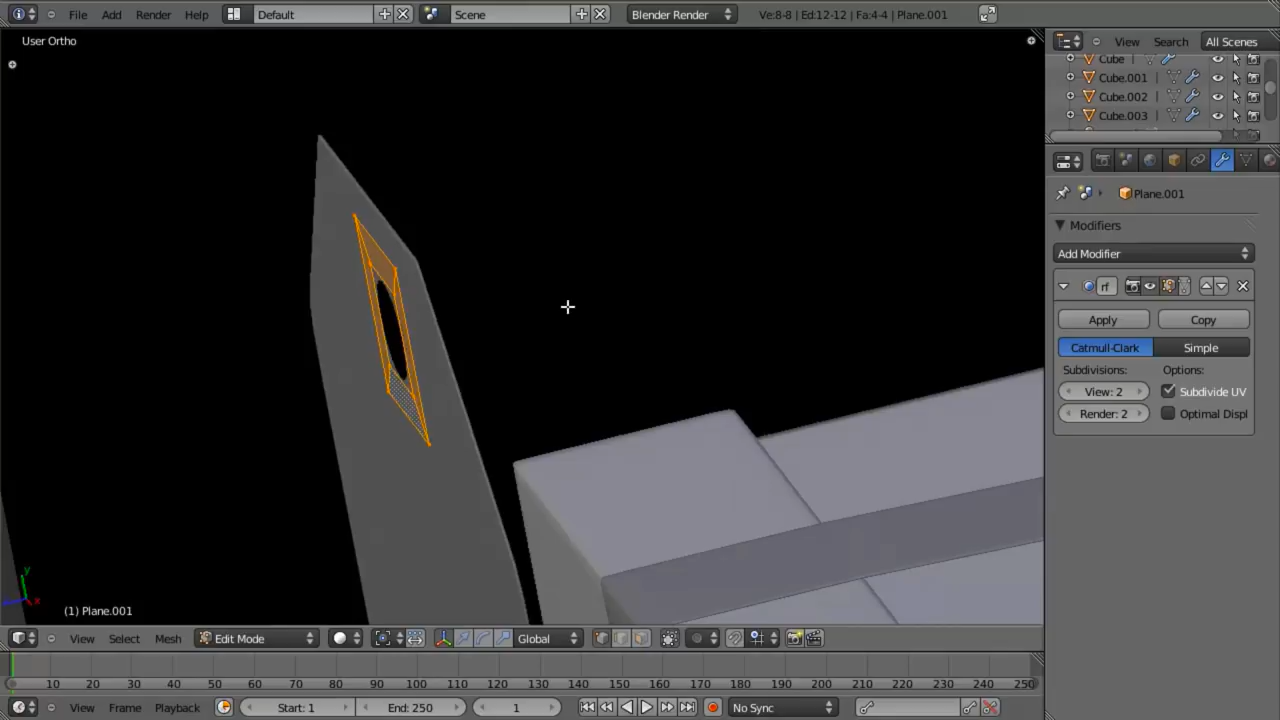 File Add Render Help Default Scene Blender Render Ve:8-8 | Ed:12-12 | Fa:4-4 | Plane.001
User Ortho
View Search All Scenes
Cube
Cube.001
Cube.002
Cube.003
Plane.001
Modifiers
Add Modifier
rf
Apply Copy
Catmull-Clark Simple
Subdivisions: Options:
View: 2 Subdivide UV
Render: 2 Optimal Displ
y
x
(1) Plane.001
View Select Mesh Edit Mode Global
10 20 30 40 50 60 70 80 90 100 110 120 130 140 150 160 170 180 190 200 210 220 230 240 250
View Frame Playback Start: 1 End: 250 1 No Sync